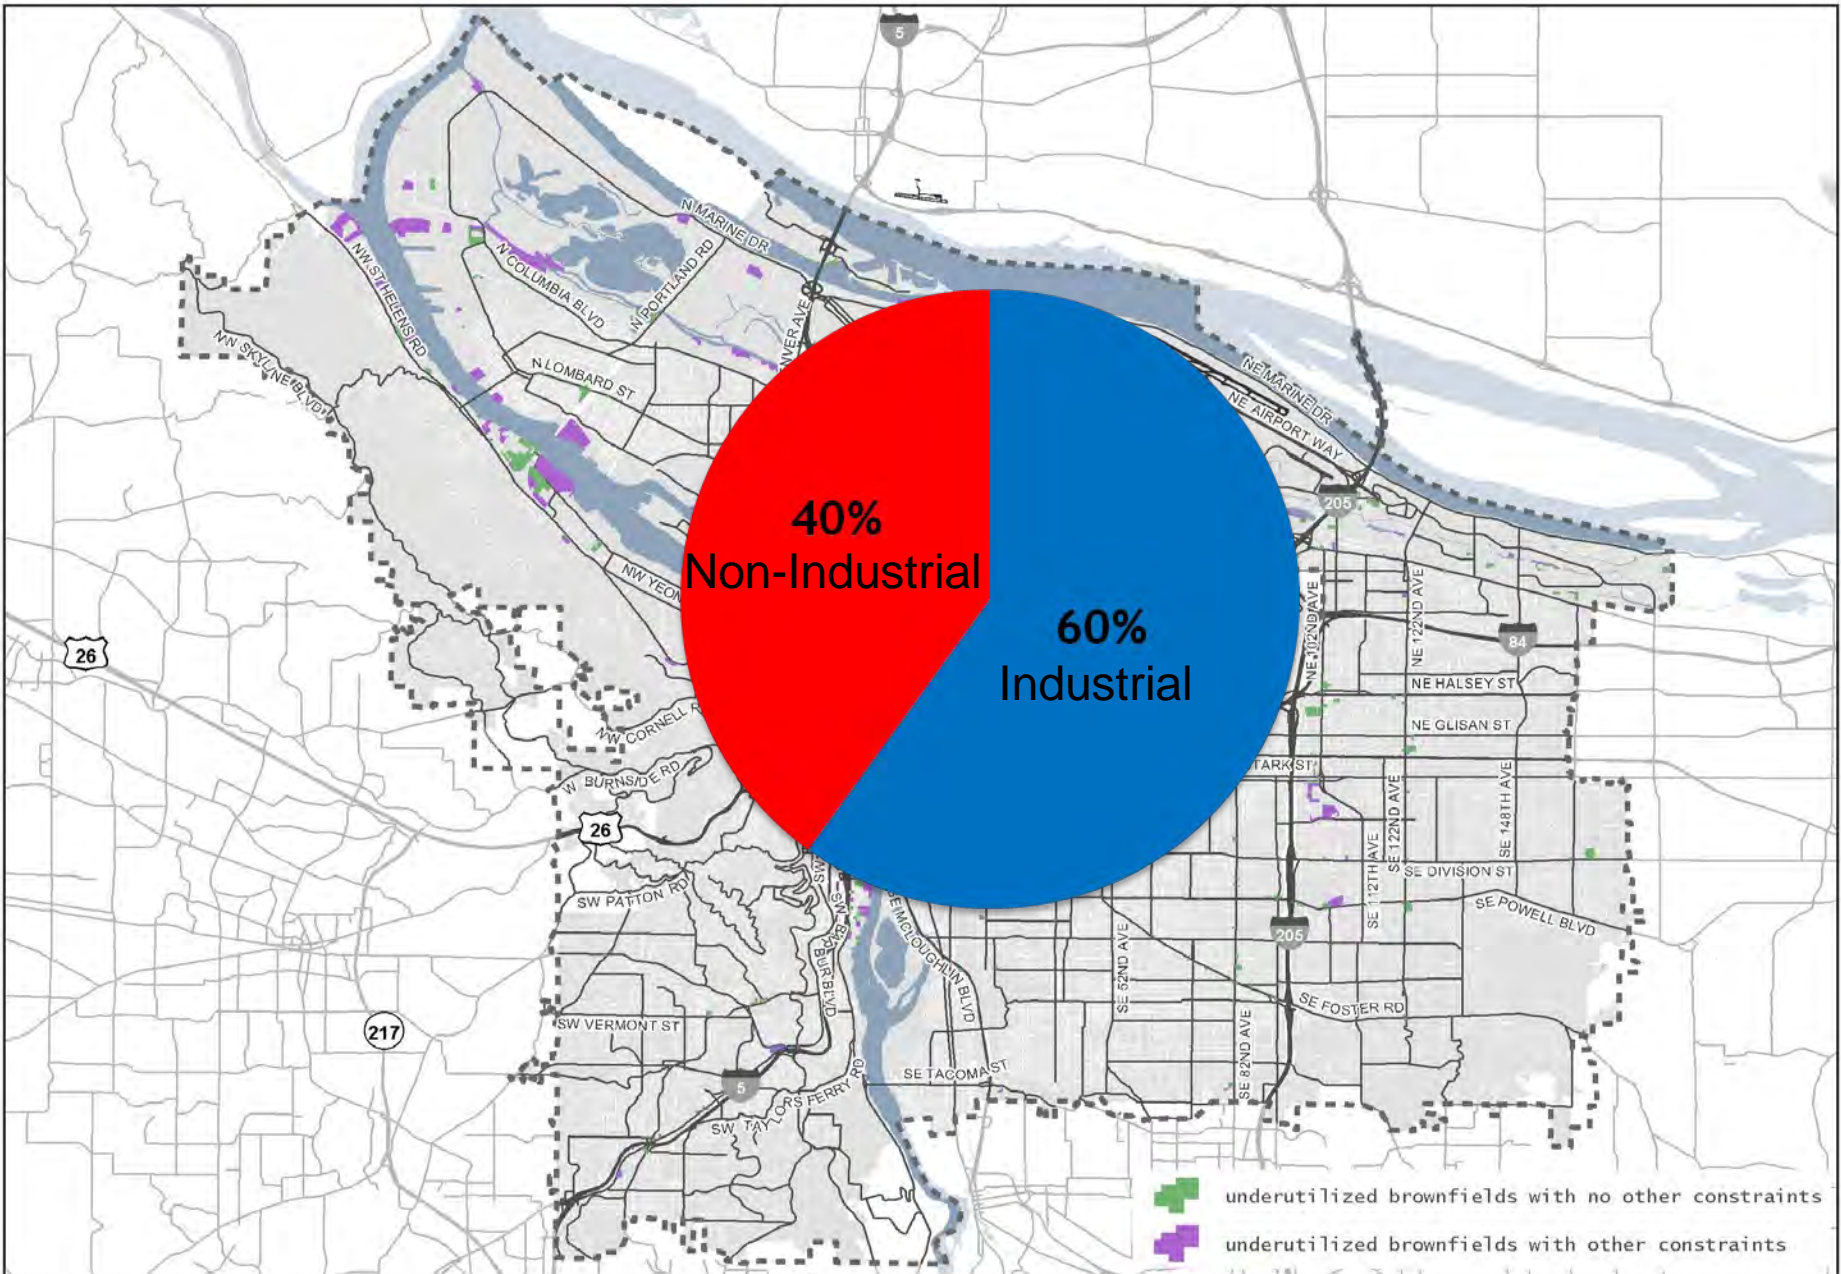 5
N MARINE DR
N PORTLAND RD
N COLUMBIA BLVD
NW ST HELENS RD
NVER AVE
NW SKYLINE BLVD
N LOMBARD ST
NE MARINE DR
NE AIRPORT WAY
205
40%
Non-Industrial
NW YEON
60%
Industrial
NE 102ND AVE
NE 122ND AVE
84
26
NE HALSEY ST
NW CORNELL R
NE GLISAN ST
W BURNSIDE RD
TARK ST
26
SE 148TH AVE
SE 122ND AVE
SE 112TH AVE
SE DIVISION ST
SW PATTON RD
SE POWELL BLVD
205
SE MCLOUGHLIN BLVD
SE 52ND AVE
SE FOSTER RD
SW VERMONT ST
217
SE 82ND AVE
SE TACOMA ST
5
SW TAYLORS FERRY RD
underutilized brownfields with no other constraints
underutilized brownfields with other constraints